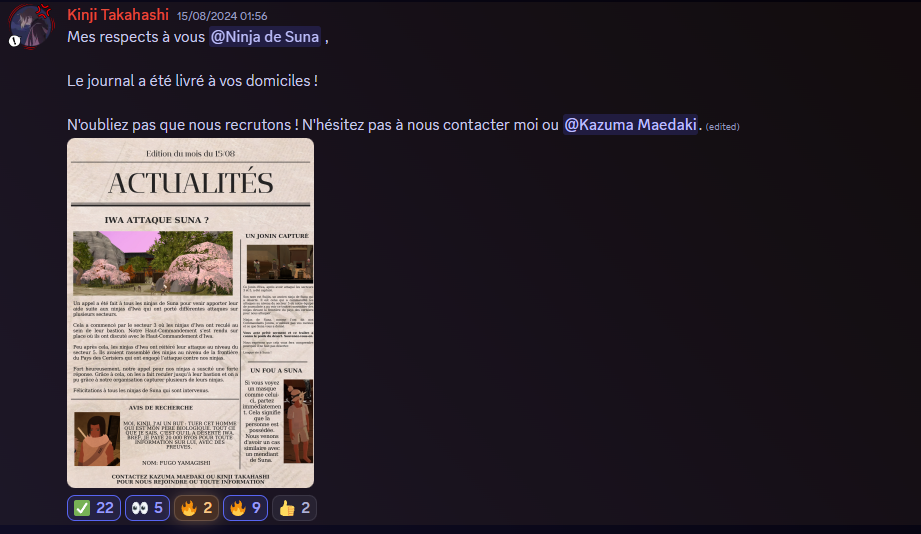 Kinji Takahashi 15/08/2024 01:56
Mes respects à vous @Ninja de Suna ,
Le journal a été livré à vos domiciles !
N'oubliez pas que nous recrutons ! N'hésitez pas à nous contacter moi ou @Kazuma Maedaki. (edited)
Edition du mois du 15/08
ACTUALITÉS
IWA ATTAQUE SUNA ?
Un appel a été fait à tous les ninjas de Suna pour venir apporter leur
aide suite aux ninjas d'Iwa qui ont porté différentes attaques sur
plusieurs secteurs.
Cela a commencé par le secteur 3 où les ninjas d'Iwa ont reculé au
sein de leur bastion. Notre Haut-Commandement s'est rendu sur
place ou ils ont discuté avec le Haut-Commandement d'Iwa.
Peu après cela, les ninjas d'Iwa ont réitéré leur attaque au niveau du
secteur 5. Ils avaient rassemblé des ninjas au niveau de la frontière
du Pays des Cerisiers qui ont engagé l'attaque contre nos ninjas.
Fort heureusement, notre appel pour nos ninjas a suscité une forte
réponse. Grâce à cela, on les a fait reculer jusqu'à leur bastion et on a
pu grâce à notre organisation capturer plusieurs de leurs ninjas.
Félicitations à tous les ninjas de Suna qui sont intervenus.
UN JONIN CAPTURÉ
UN FOU A SUNA
Si vous voyez
un masque
comme celui-
ci, partez
immédiatemen
t. Cela signifie
que la
personne est
possédée.
Nous venons
d'avoir un cas
similaire avec
un mendiant
de Suna.
AVIS DE RECHERCHE
MOI, KINJI, J'AI UN BUT : TUER CET HOMME
QUI EST MON PÈRE BIOLOGIQUE. TOUT CE
QUE JE SAIS, C'EST QU'IL A DÉSERTÉ IWA.
BREF, JE PAYE 20 000 RYOS POUR TOUTE
INFORMATION SUR LUI, AVEC DES
PREUVES.
NOM: FUGO YAMAGISHI
CONTACTEZ KAZUMA MAEDAKI OU KINJI TAKAHASHI
POUR NOUS REJOINDRE OU TOUTE INFORMATION
22 5 2 9 2